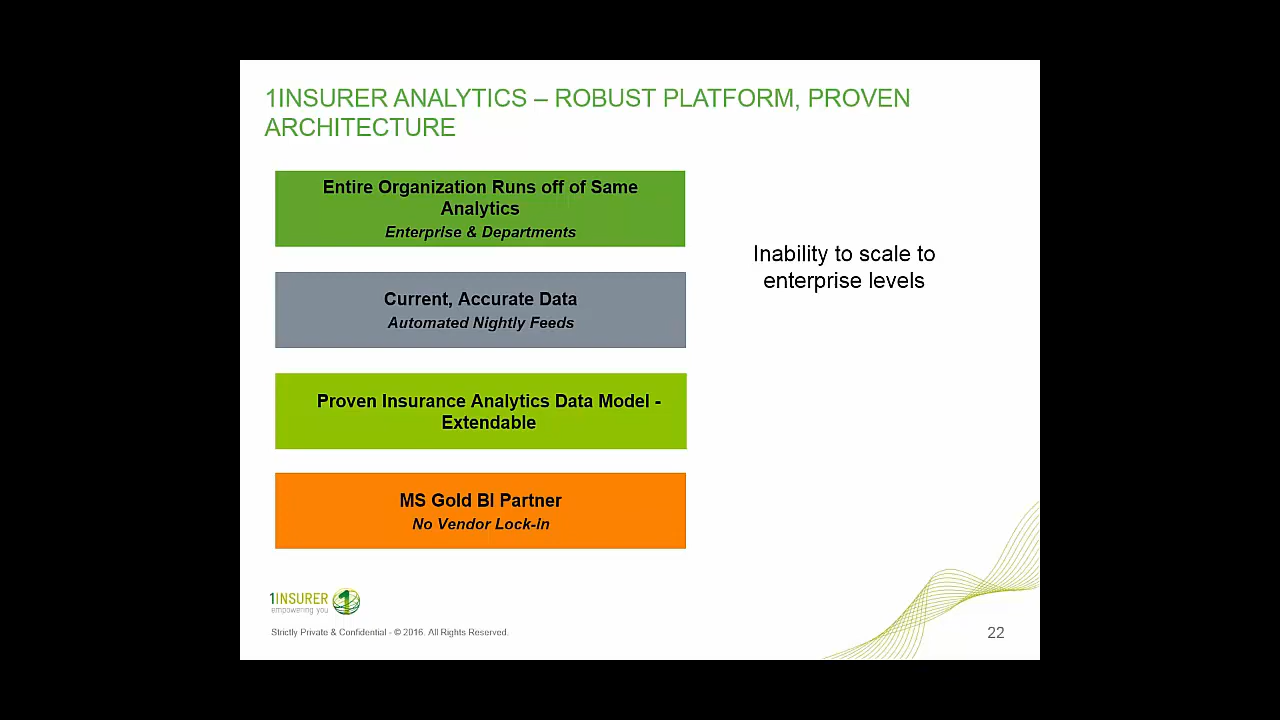 1INSURER ANALYTICS – ROBUST PLATFORM, PROVEN
ARCHITECTURE
Entire Organization Runs off of Same
Analytics
Enterprise & Departments
Inability to scale to
enterprise levels
Current, Accurate Data
Automated Nightly Feeds
Proven Insurance Analytics Data Model -
Extendable
MS Gold BI Partner
No Vendor Lock-in
1INSURER 1
empowering you
Strictly Private & Confidential - © 2016. All Rights Reserved.
22